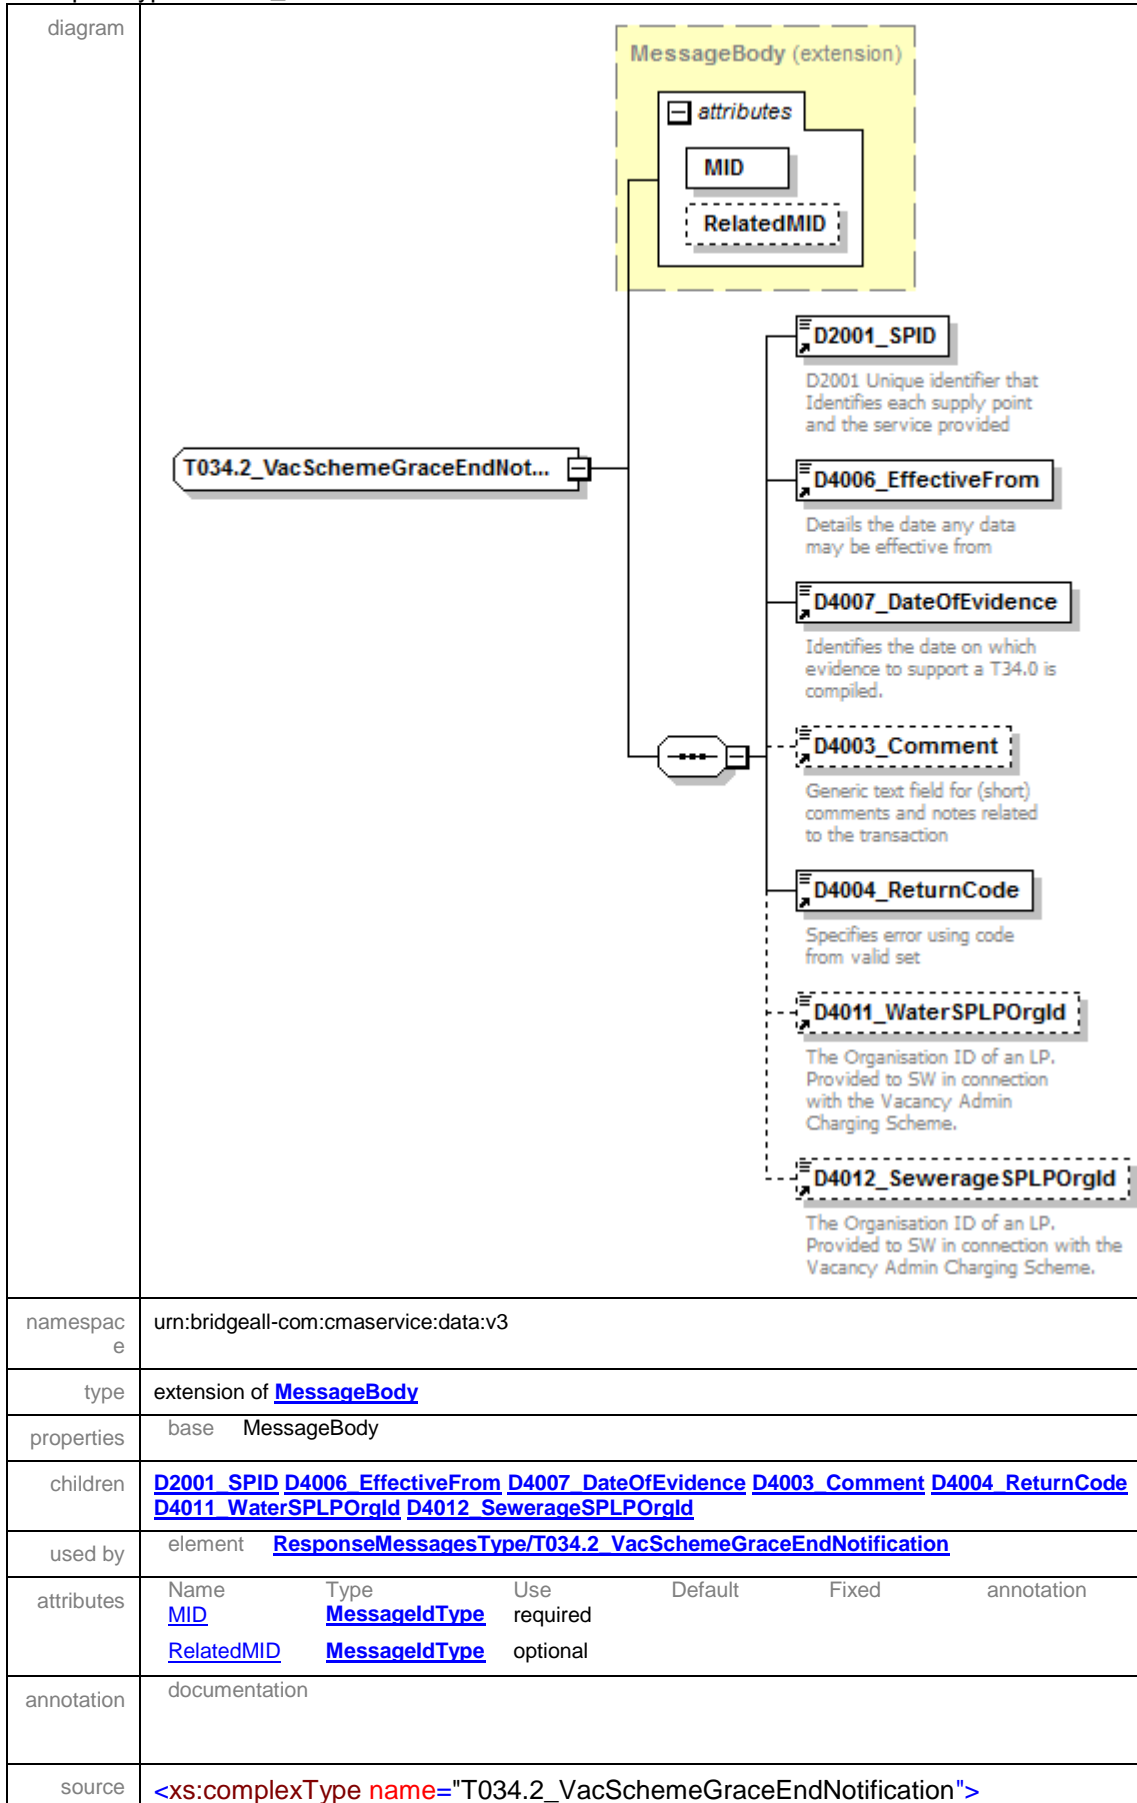 diagram
MessageBody (extension)
attributes
MID
RelatedMID
D2001_SPID
D2001 Unique identifier that
Identifies each supply point
and the service provided
T034.2_VacSchemeGraceEndNot...
D4006_EffectiveFrom
Details the date any data
may be effective from
D4007_DateOfEvidence
Identifies the date on which
evidence to support a T34.0 is
compiled.
D4003_Comment
Generic text field for (short)
comments and notes related
to the transaction
D4004_ReturnCode
Specifies error using code
from valid set
D4011_WaterSPLPOrgId
The Organisation ID of an LP.
Provided to SW in connection
with the Vacancy Admin
Charging Scheme.
D4012_SewerageSPLPOrgId
The Organisation ID of an LP.
Provided to SW in connection with the
Vacancy Admin Charging Scheme.
namespac
e
urn:bridgeall-com:cmaservice:data:v3
type extension of MessageBody
properties base MessageBody
children D2001_SPID D4006_EffectiveFrom D4007_DateOfEvidence D4003_Comment D4004_ReturnCode
D4011_WaterSPLPOrgId D4012_SewerageSPLPOrgId
used by element ResponseMessagesType/T034.2_VacSchemeGraceEndNotification
attributes Name Type Use Default Fixed annotation
MID MessageIdType required
RelatedMID MessageIdType optional
annotation documentation
source <xs:complexType name="T034.2_VacSchemeGraceEndNotification">